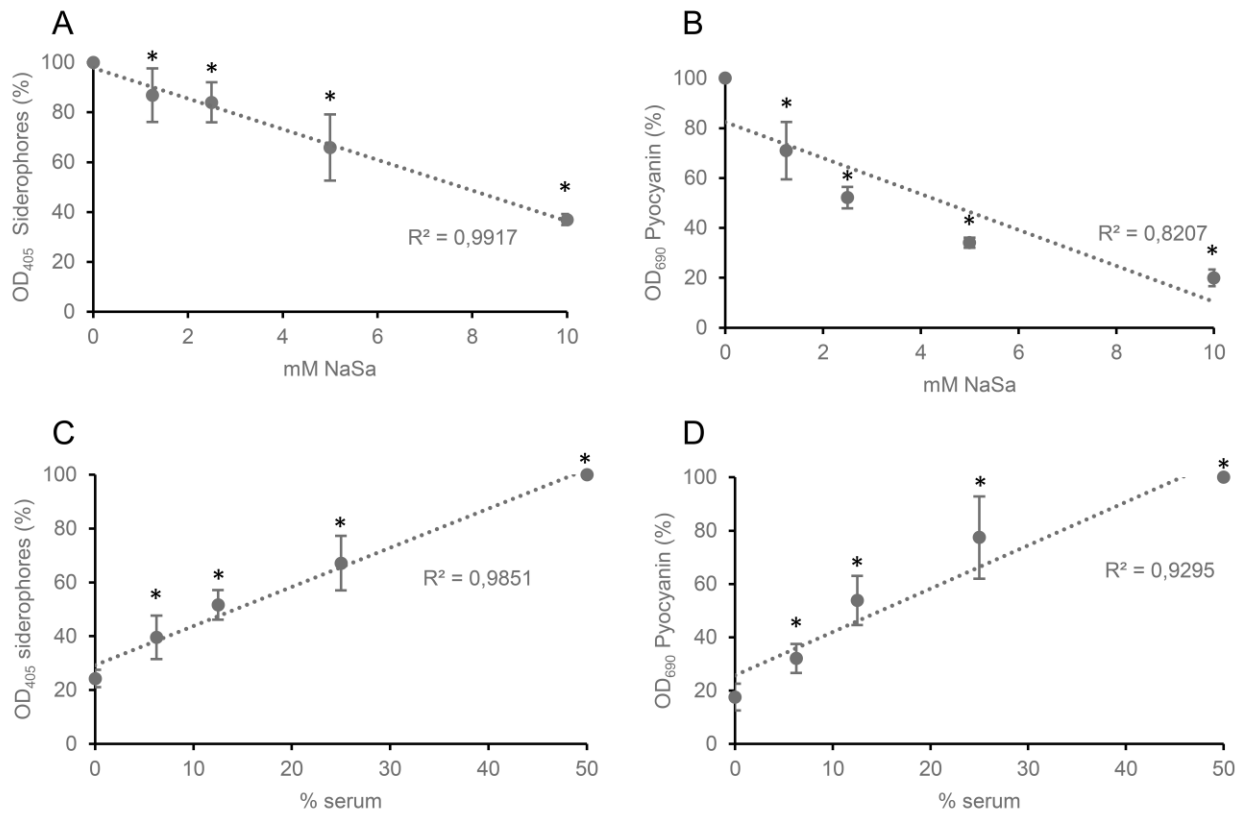 A
OD405 Siderophores (%)
100
80
60
40
20
0
*
*
*
*
R² = 0,9917
0 2 4 6 8 10
mM NaSa
B
OD690 Pyocyanin (%)
100
80
60
40
20
0
*
*
*
*
R² = 0,8207
0 2 4 6 8 10
mM NaSa
C
OD405 siderophores (%)
100
80
60
40
20
0
*
*
*
*
R² = 0,9851
0 10 20 30 40 50
% serum
D
OD690 Pyocyanin (%)
100
80
60
40
20
0
*
*
*
*
R² = 0,9295
0 10 20 30 40 50
% serum